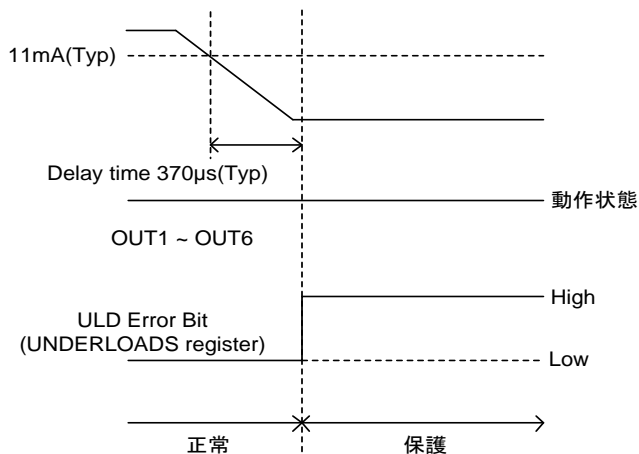 11mA(Typ)
Delay time 370µs(Typ)
動作状態
OUT1 ~ OUT6
High
ULD Error Bit
(UNDERLOADS register)
Low
正常
保護